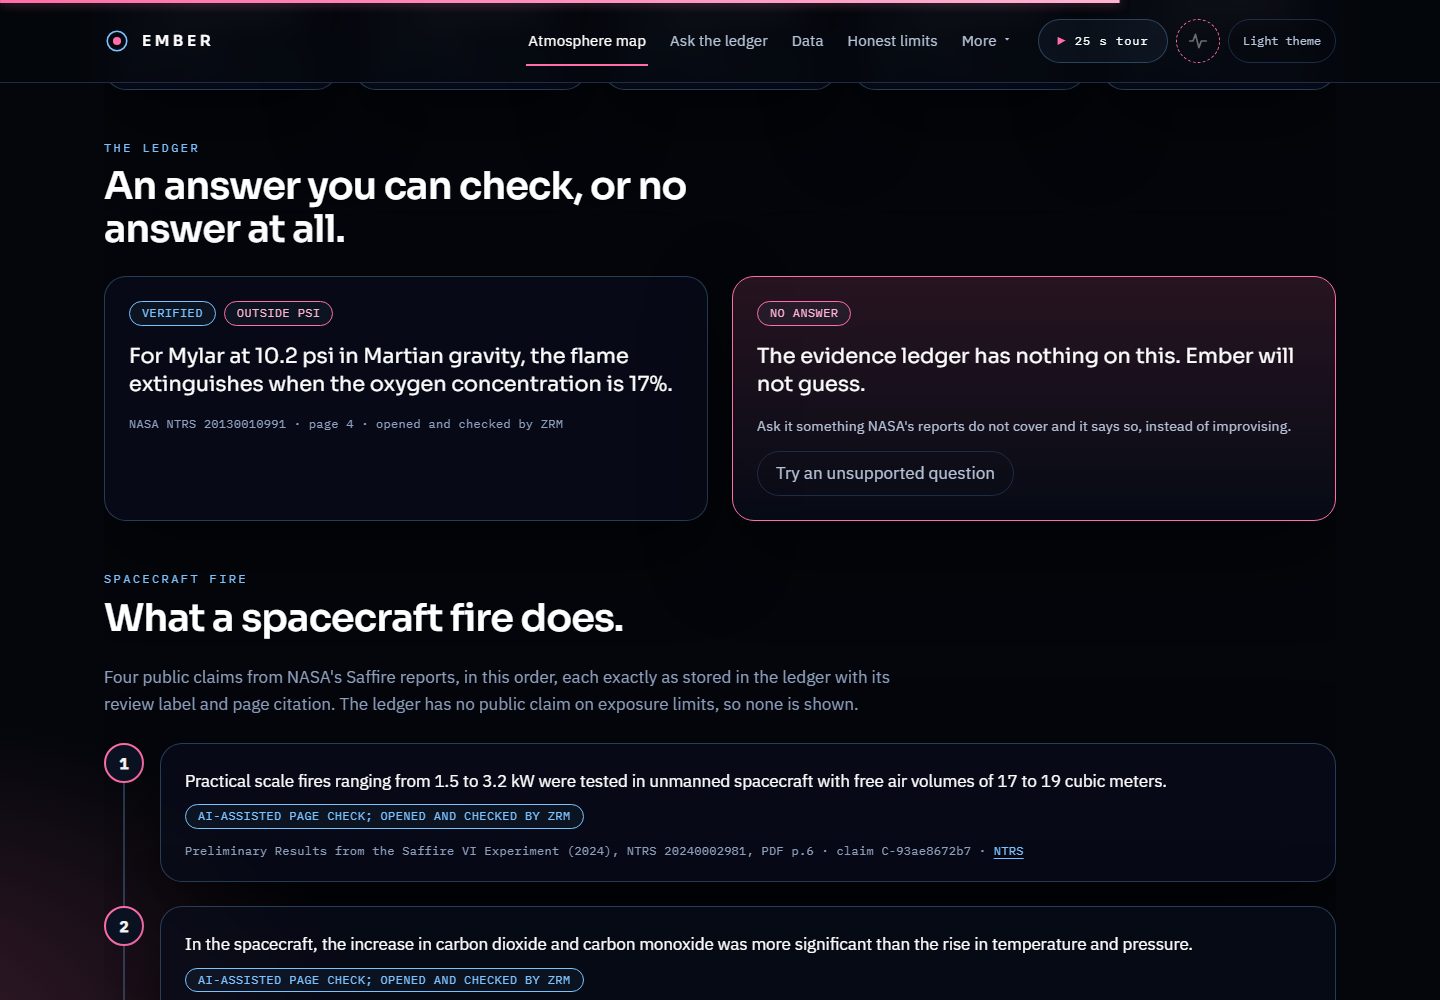 EMBER
Atmosphere map
Ask the ledger
Data
Honest limits
More
25 s tour
Light theme
THE LEDGER
An answer you can check, or no
answer at all.
VERIFIED
OUTSIDE PSI
For Mylar at 10.2 psi in Martian gravity, the flame
extinguishes when the oxygen concentration is 17%.
NASA NTRS 20130010991 · page 4 · opened and checked by ZRM
NO ANSWER
The evidence ledger has nothing on this. Ember will
not guess.
Ask it something NASA's reports do not cover and it says so, instead of improvising.
Try an unsupported question
SPACECRAFT FIRE
What a spacecraft fire does.
Four public claims from NASA's Saffire reports, in this order, each exactly as stored in the ledger with its
review label and page citation. The ledger has no public claim on exposure limits, so none is shown.
1
Practical scale fires ranging from 1.5 to 3.2 kW were tested in unmanned spacecraft with free air volumes of 17 to 19 cubic meters.
AI-ASSISTED PAGE CHECK; OPENED AND CHECKED BY ZRM
Preliminary Results from the Saffire VI Experiment (2024), NTRS 20240002981, PDF p.6 · claim C-93ae8672b7 · NTRS
2
In the spacecraft, the increase in carbon dioxide and carbon monoxide was more significant than the rise in temperature and pressure.
AI-ASSISTED PAGE CHECK; OPENED AND CHECKED BY ZRM